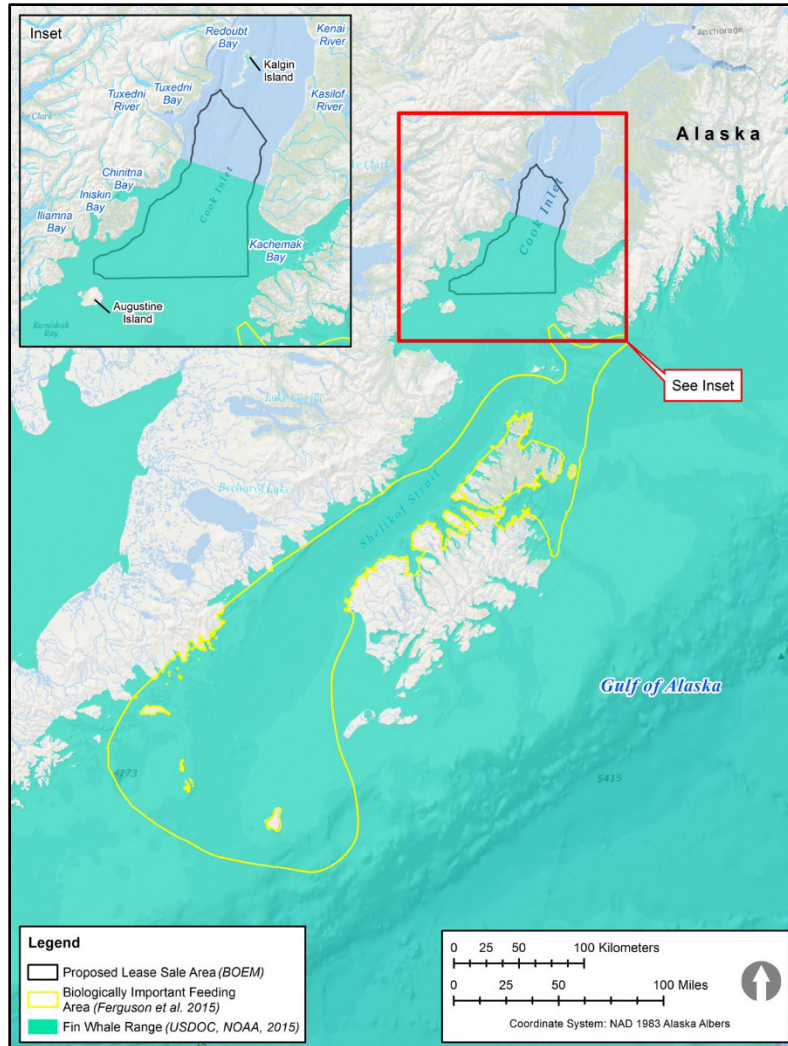 Inset
Redoubt
Bay
Kalgin
Island
Kenai
River
Tuxedni
Bay
Tuxedni
River
Kasilof
River
Clark
Chinitna
Bay
Iniskin
Bay
Iliamna
Bay
Cook Inlet
Kachemak
Bay
Augustine
Island
Kamishak
Bay
Anchorage
Alaska
Lake Clark
Cook Inlet
See Inset
Becharof Lake
Shelikof Strait
Gulf of Alaska
4173
5415
Legend
Proposed Lease Sale Area (BOEM)
Biologically Important Feeding
Area (Ferguson et al. 2015)
Fin Whale Range (USDOC, NOAA, 2015)
0 25 50 100 Kilometers
0 25 50 100 Miles
Coordinate System: NAD 1983 Alaska Albers